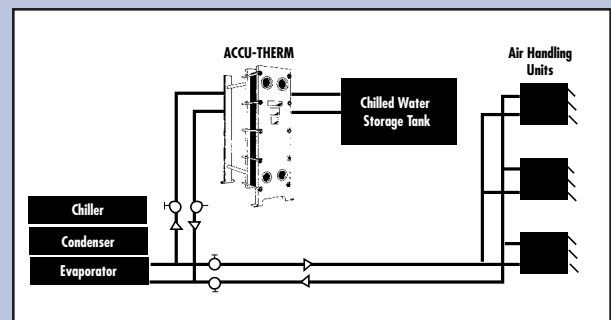 ACCU-THERM
Air Handling
Units
Chilled Water
Storage Tank
Chiller
Condenser
Evaporator